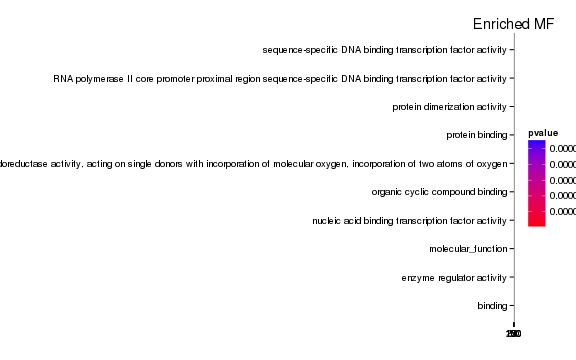 Enriched MF
sequence-specific DNA binding transcription factor activity
RNA polymerase II core promoter proximal region sequence-specific DNA binding transcription factor activity
protein dimerization activity
protein binding
doreductase activity, acting on single donors with incorporation of molecular oxygen, incorporation of two atoms of oxygen
organic cyclic compound binding
nucleic acid binding transcription factor activity
molecular_function
enzyme regulator activity
binding
pvalue
0.0000
0.0000
0.0000
0.0000
0.0000